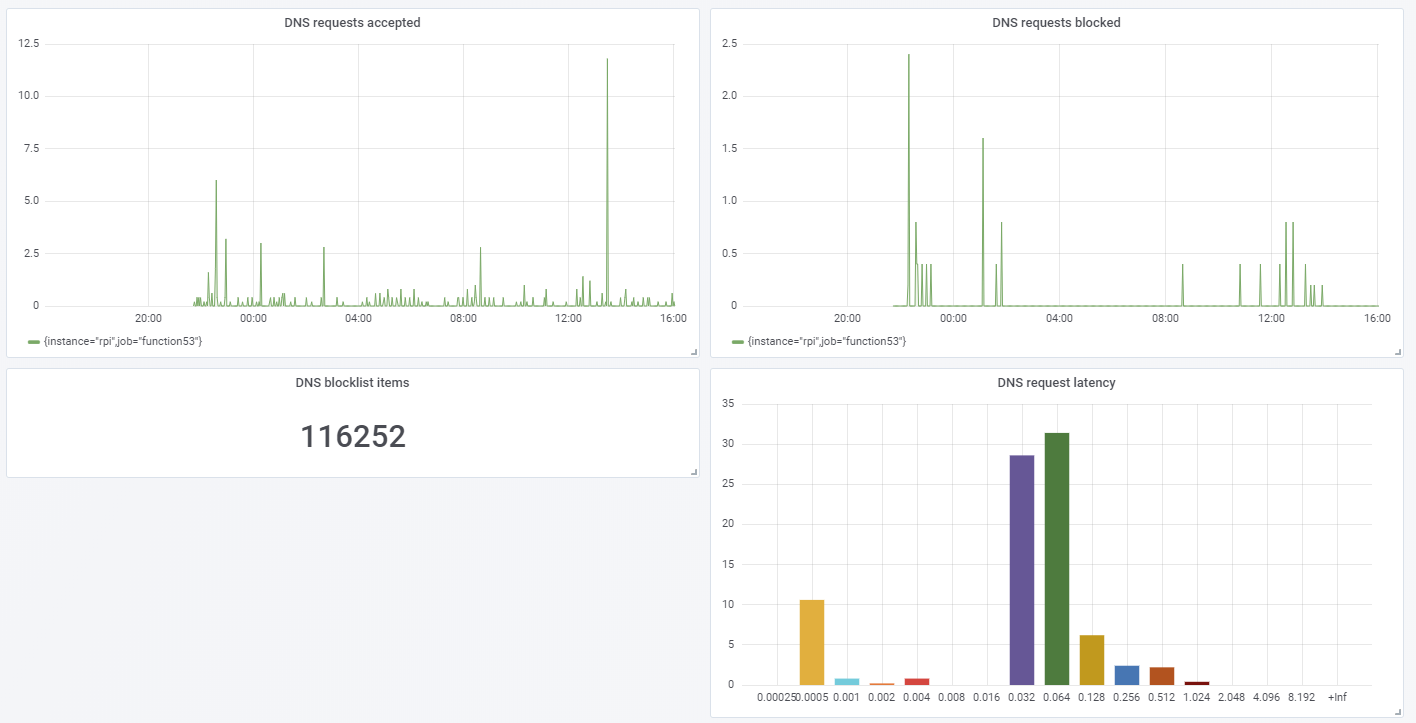 DNS requests accepted
12.5
10.0
7.5
5.0
2.5
0
20:00 00:00 04:00 08:00 12:00 16:00
{instance="rpi",job="function53"}
DNS requests blocked
2.5
2.0
1.5
1.0
0.5
0
20:00 00:00 04:00 08:00 12:00 16:00
{instance="rpi",job="function53"}
DNS blocklist items
116252
DNS request latency
35
30
25
20
15
10
5
0
0.00025 0.0005 0.001 0.002 0.004 0.008 0.016 0.032 0.064 0.128 0.256 0.512 1.024 2.048 4.096 8.192 +Inf